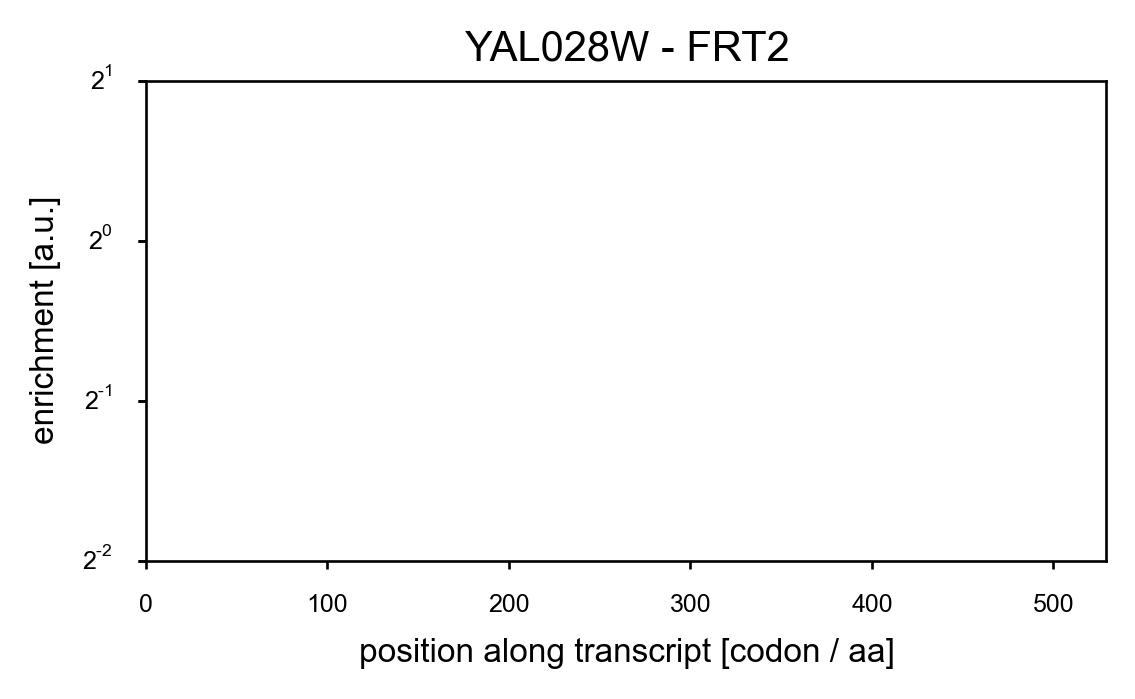 YAL028W - FRT2
2^1
2^0
2^-1
2^-2
enrichment [a.u.]
0 100 200 300 400 500
position along transcript [codon / aa]